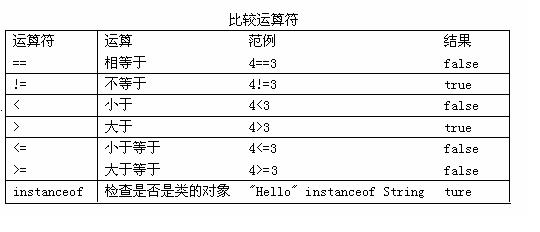 比较运算符
运算符 运算 范例 结果
== 相等于 4==3 false
!= 不等于 4!=3 true
< 小于 4<3 false
> 大于 4>3 true
<= 小于等于 4<=3 false
>= 大于等于 4>=3 false
instanceof 检查是否是类的对象 "Hello" instanceof String ture